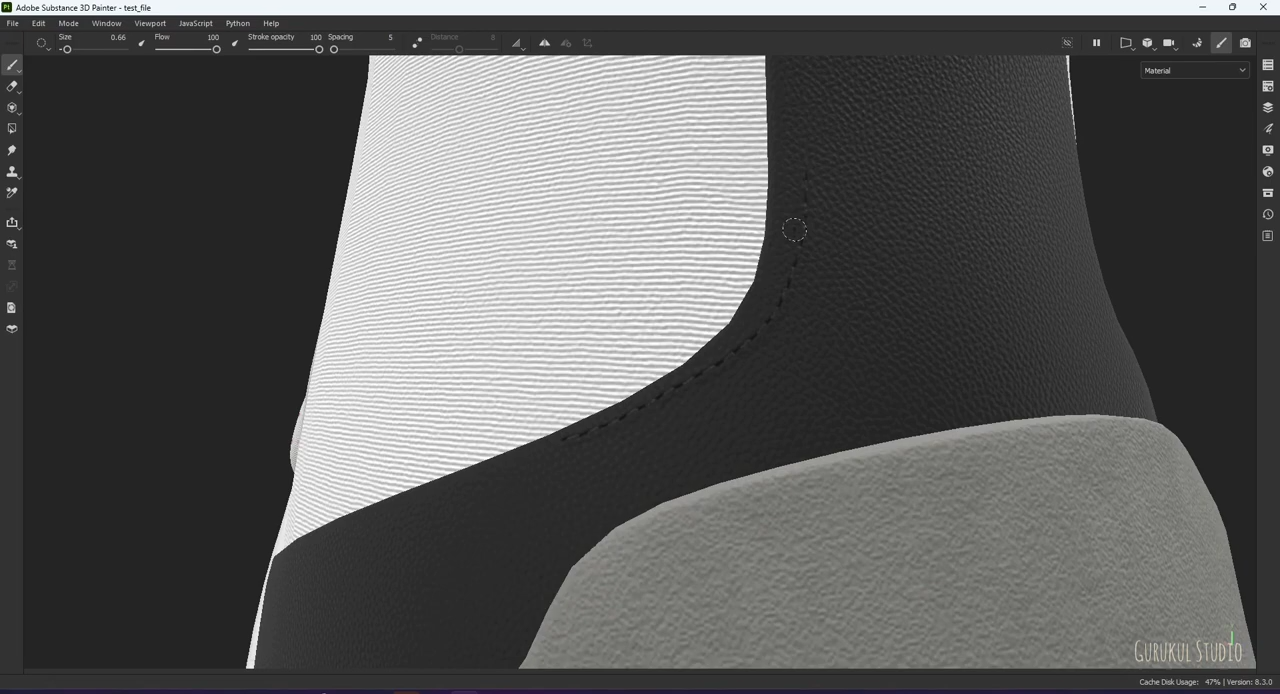 Adobe Substance 3D Painter - test_file
File Edit Mode Window Viewport JavaScript Python Help
Size 0.66 Flow 100 Stroke opacity 100 Spacing 5 Distance 8
Material
GURUKUL STUDIO
Cache Disk Usage: 47% | Version: 8.3.0